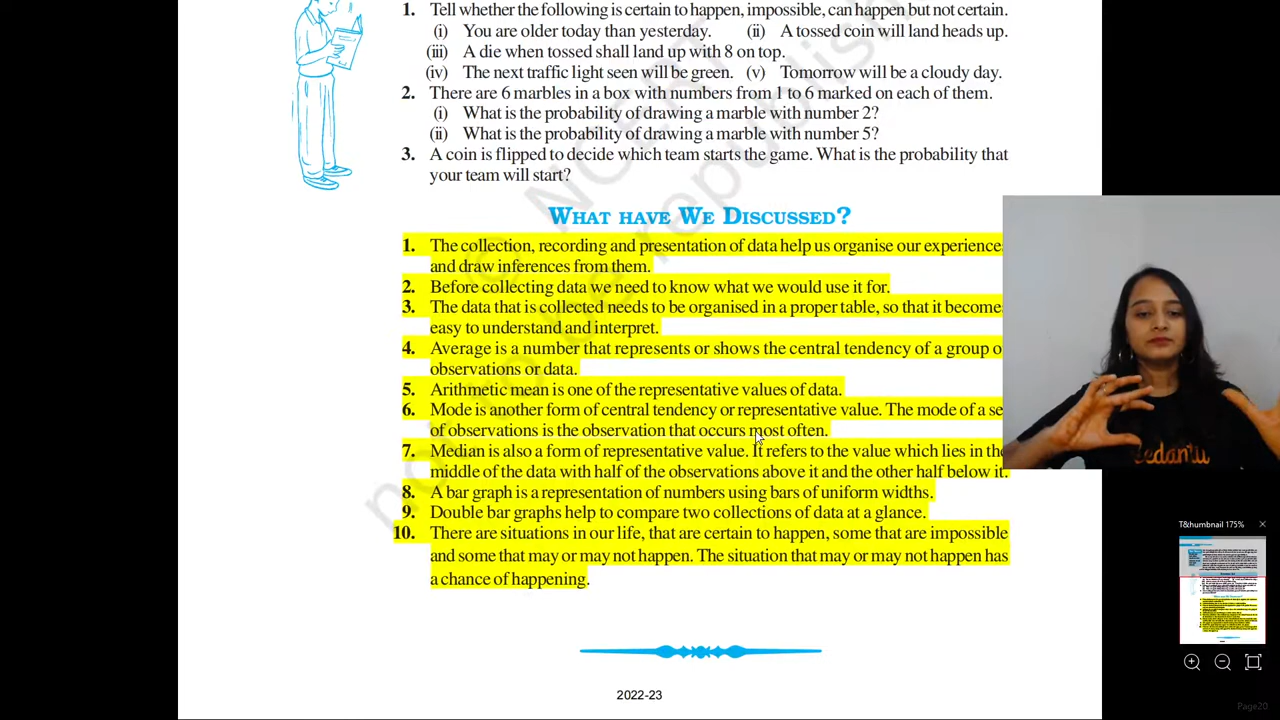 1. Tell whether the following is certain to happen, impossible, can happen but not certain.
(i) You are older today than yesterday. (ii) A tossed coin will land heads up.
(iii) A die when tossed shall land up with 8 on top.
(iv) The next traffic light seen will be green. (v) Tomorrow will be a cloudy day.
2. There are 6 marbles in a box with numbers from 1 to 6 marked on each of them.
(i) What is the probability of drawing a marble with number 2?
(ii) What is the probability of drawing a marble with number 5?
3. A coin is flipped to decide which team starts the game. What is the probability that
your team will start?
WHAT HAVE WE DISCUSSED?
1. The collection, recording and presentation of data help us organise our experience
and draw inferences from them.
2. Before collecting data we need to know what we would use it for.
3. The data that is collected needs to be organised in a proper table, so that it become
easy to understand and interpret.
4. Average is a number that represents or shows the central tendency of a group o
observations or data.
5. Arithmetic mean is one of the representative values of data.
6. Mode is another form of central tendency or representative value. The mode of a se
of observations is the observation that occurs most often.
7. Median is also a form of representative value. It refers to the value which lies in the
middle of the data with half of the observations above it and the other half below it.
8. A bar graph is a representation of numbers using bars of uniform widths.
9. Double bar graphs help to compare two collections of data at a glance.
10. There are situations in our life, that are certain to happen, some that are impossible
and some that may or may not happen. The situation that may or may not happen has
a chance of happening.
2022-23
© NCERT
not to be republish
edantu
T&humbnail 175%
Page20